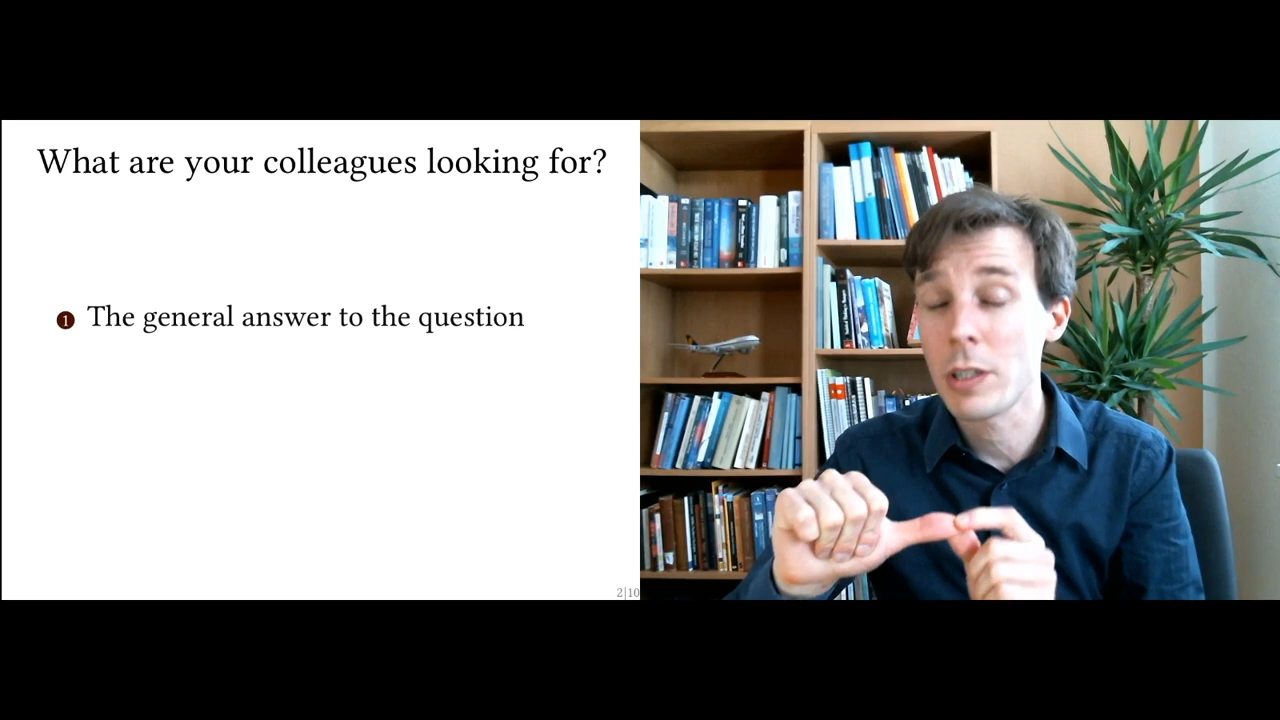 What are your colleagues looking for?
1 The general answer to the question
2|10